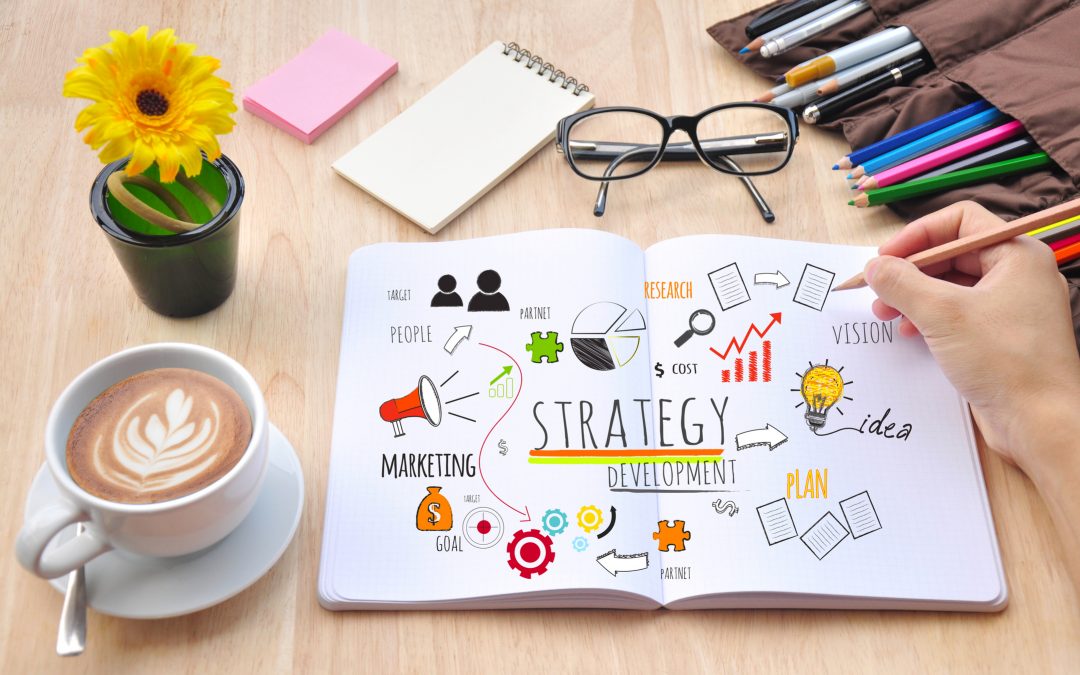 TARGET
PEOPLE
PARTNET
MARKETING
TARGET
GOAL
STRATEGY
DEVELOPMENT
RESEARCH
$ COST
VISION
idea
PLAN
PARTNET
$
$
$